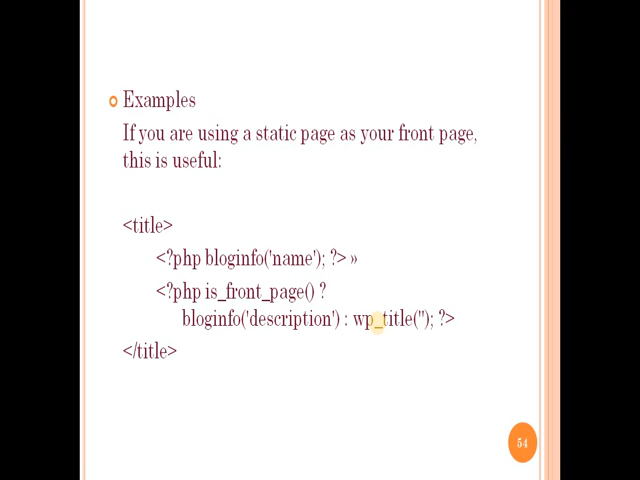 Examples
If you are using a static page as your front page,
this is useful:
<title>
<?php bloginfo('name'); ?> »
<?php is_front_page() ?
bloginfo('description') : wp_title(''); ?>
</title>
54